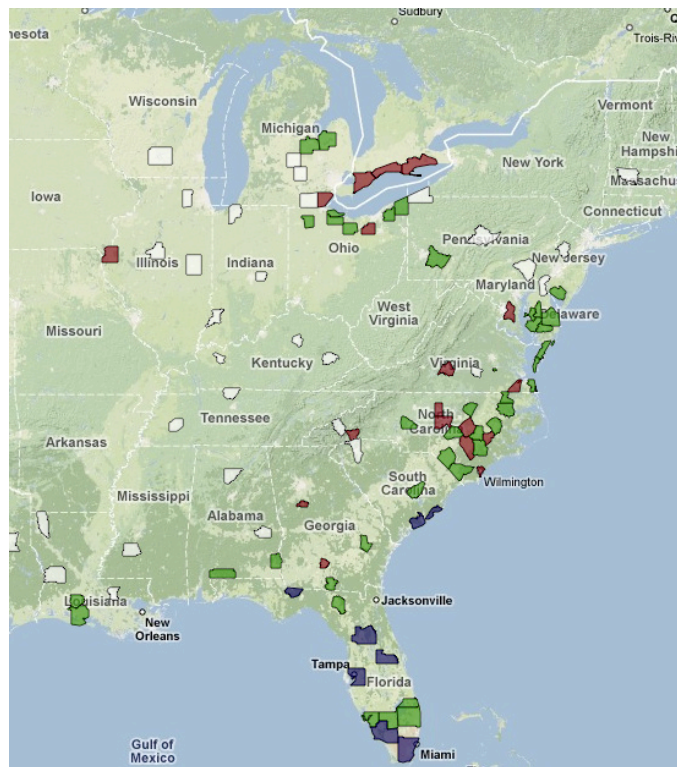 Sudbury
nesota
Trois-Riv
Wisconsin
Vermont
Michigan
New
Hampshi
New York
Massachus
Iowa
Connecticut
Pennsylvania
Ohio
Illinois
Indiana
New Jersey
Maryland
West
Virginia
Delaware
Missouri
Kentucky
Virginia
Tennessee
North
Carolina
Arkansas
South
Carolina
Wilmington
Mississippi
Alabama
Georgia
Louisiana
Jacksonville
New
Orleans
Tampa
Florida
Gulf of
Mexico
Miami